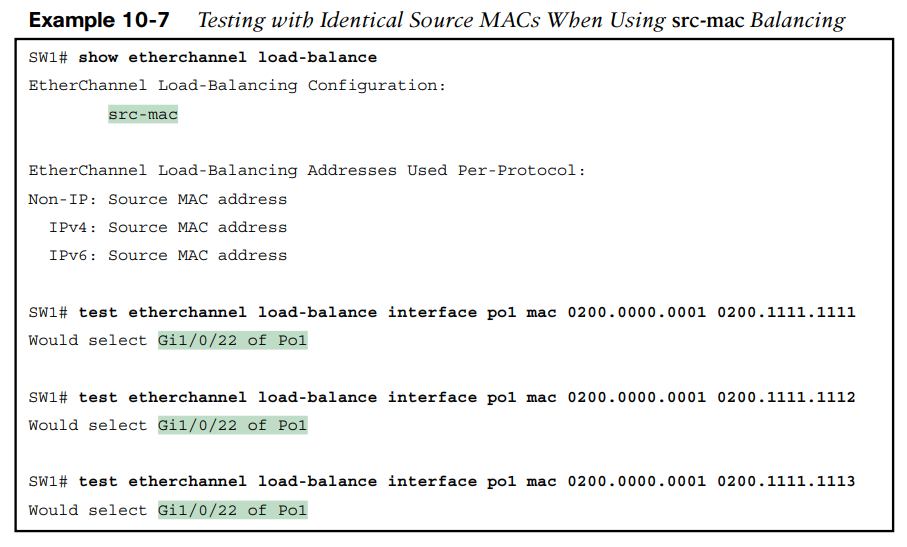 Example 10-7 Testing with Identical Source MACs When Using src-mac Balancing
SW1# show etherchannel load-balance
EtherChannel Load-Balancing Configuration:
src-mac
EtherChannel Load-Balancing Addresses Used Per-Protocol:
Non-IP: Source MAC address
IPv4: Source MAC address
IPv6: Source MAC address
SW1# test etherchannel load-balance interface po1 mac 0200.0000.0001 0200.1111.1111
Would select Gi1/0/22 of Po1
SW1# test etherchannel load-balance interface po1 mac 0200.0000.0001 0200.1111.1112
Would select Gi1/0/22 of Po1
SW1# test etherchannel load-balance interface po1 mac 0200.0000.0001 0200.1111.1113
Would select Gi1/0/22 of Po1